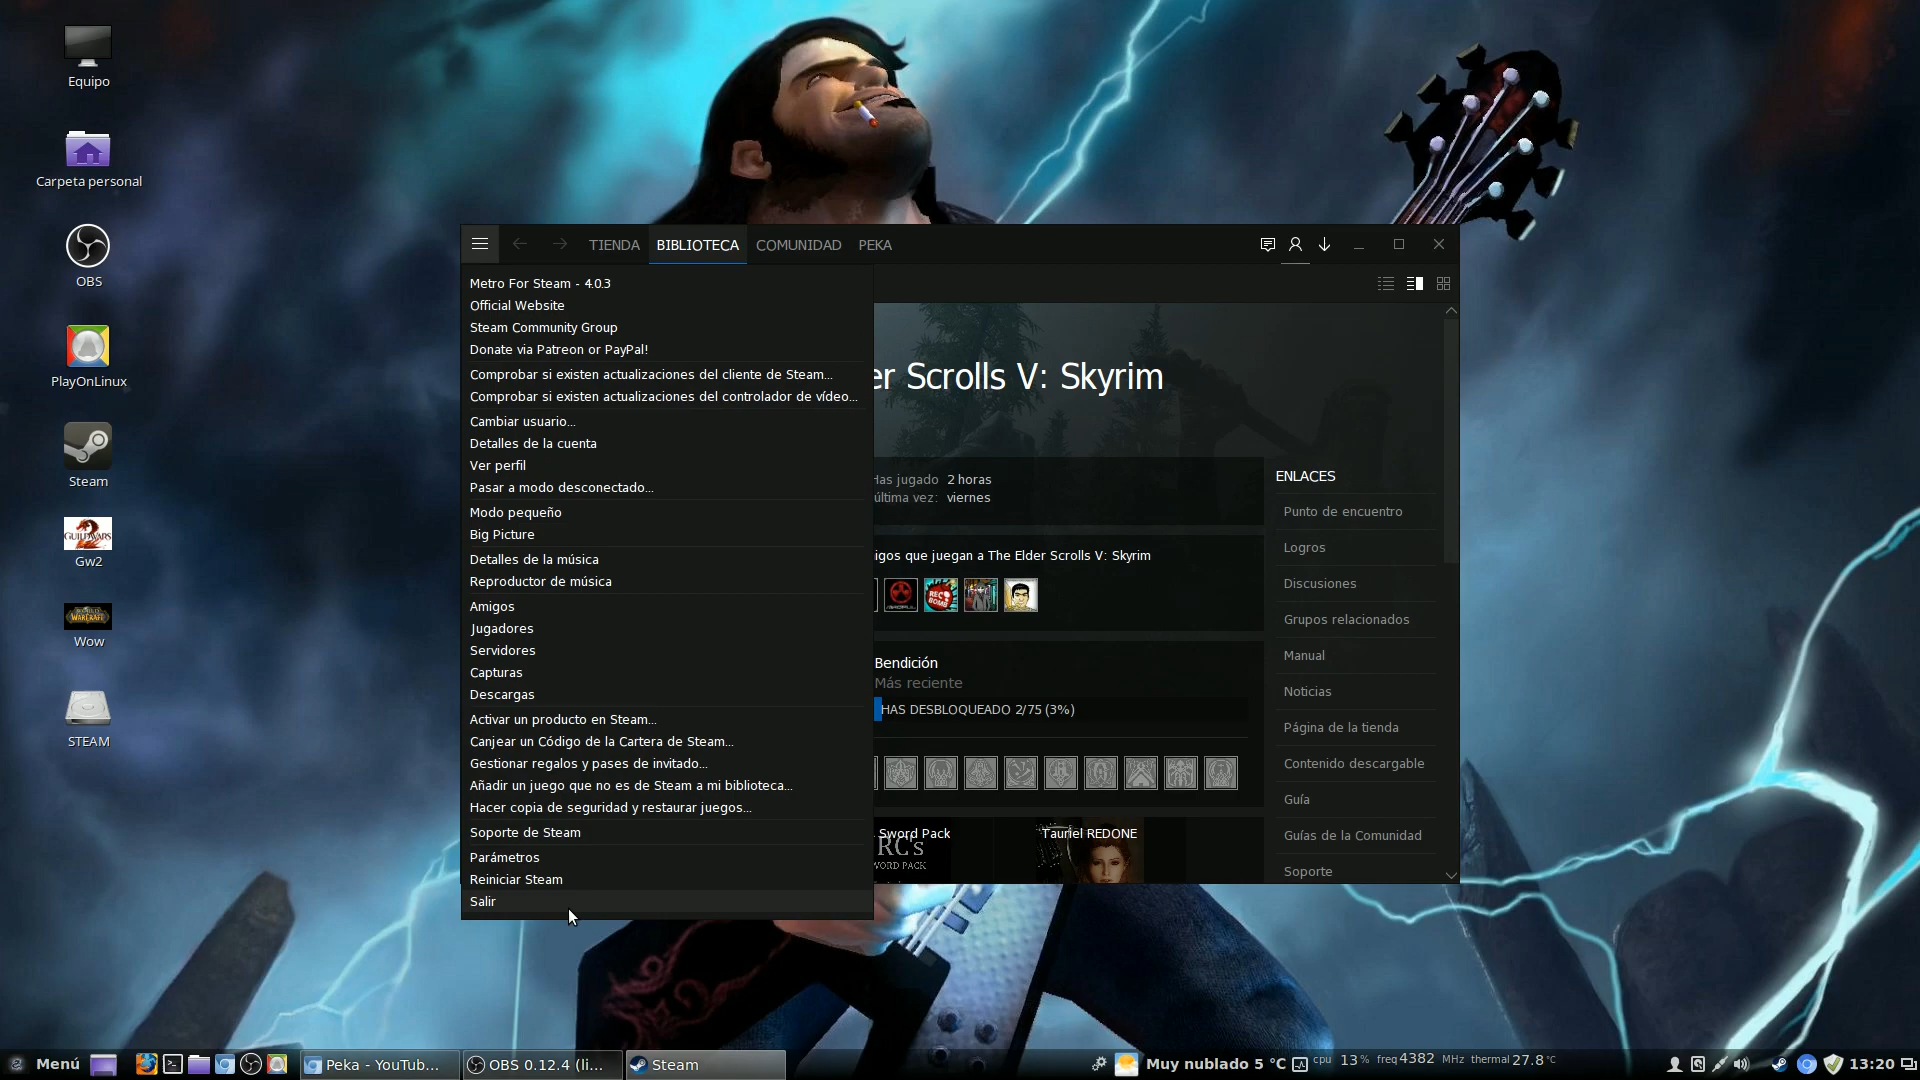 Equipo
Carpeta personal
OBS
PlayOnLinux
Steam
GUILD WARS
Gw2
WARCRAFT
Wow
STEAM
TIENDA BIBLIOTECA COMUNIDAD PEKA
Metro For Steam - 4.0.3
Official Website
Steam Community Group
Donate via Patreon or PayPal!
Comprobar si existen actualizaciones del cliente de Steam...
Comprobar si existen actualizaciones del controlador de vídeo...
Cambiar usuario...
Detalles de la cuenta
Ver perfil
Pasar a modo desconectado...
Modo pequeño
Big Picture
Detalles de la música
Reproductor de música
Amigos
Jugadores
Servidores
Capturas
Descargas
Activar un producto en Steam...
Canjear un Código de la Cartera de Steam...
Gestionar regalos y pases de invitado...
Añadir un juego que no es de Steam a mi biblioteca...
Hacer copia de seguridad y restaurar juegos...
Soporte de Steam
Parámetros
Reiniciar Steam
Salir
er Scrolls V: Skyrim
Has jugado 2 horas
última vez: viernes
igos que juegan a The Elder Scrolls V: Skyrim
REC BOMB
Bendición
Más reciente
HAS DESBLOQUEADO 2/75 (3%)
Sword Pack
RC's
WORD PACK
Tauriel REDONE
ENLACES
Punto de encuentro
Logros
Discusiones
Grupos relacionados
Manual
Noticias
Página de la tienda
Contenido descargable
Guía
Guías de la Comunidad
Soporte
Menú
Peka - YouTub...
OBS 0.12.4 (li...
Steam
Muy nublado 5 °C
cpu 13% freq 4382 MHz thermal 27.8 °C
13:20